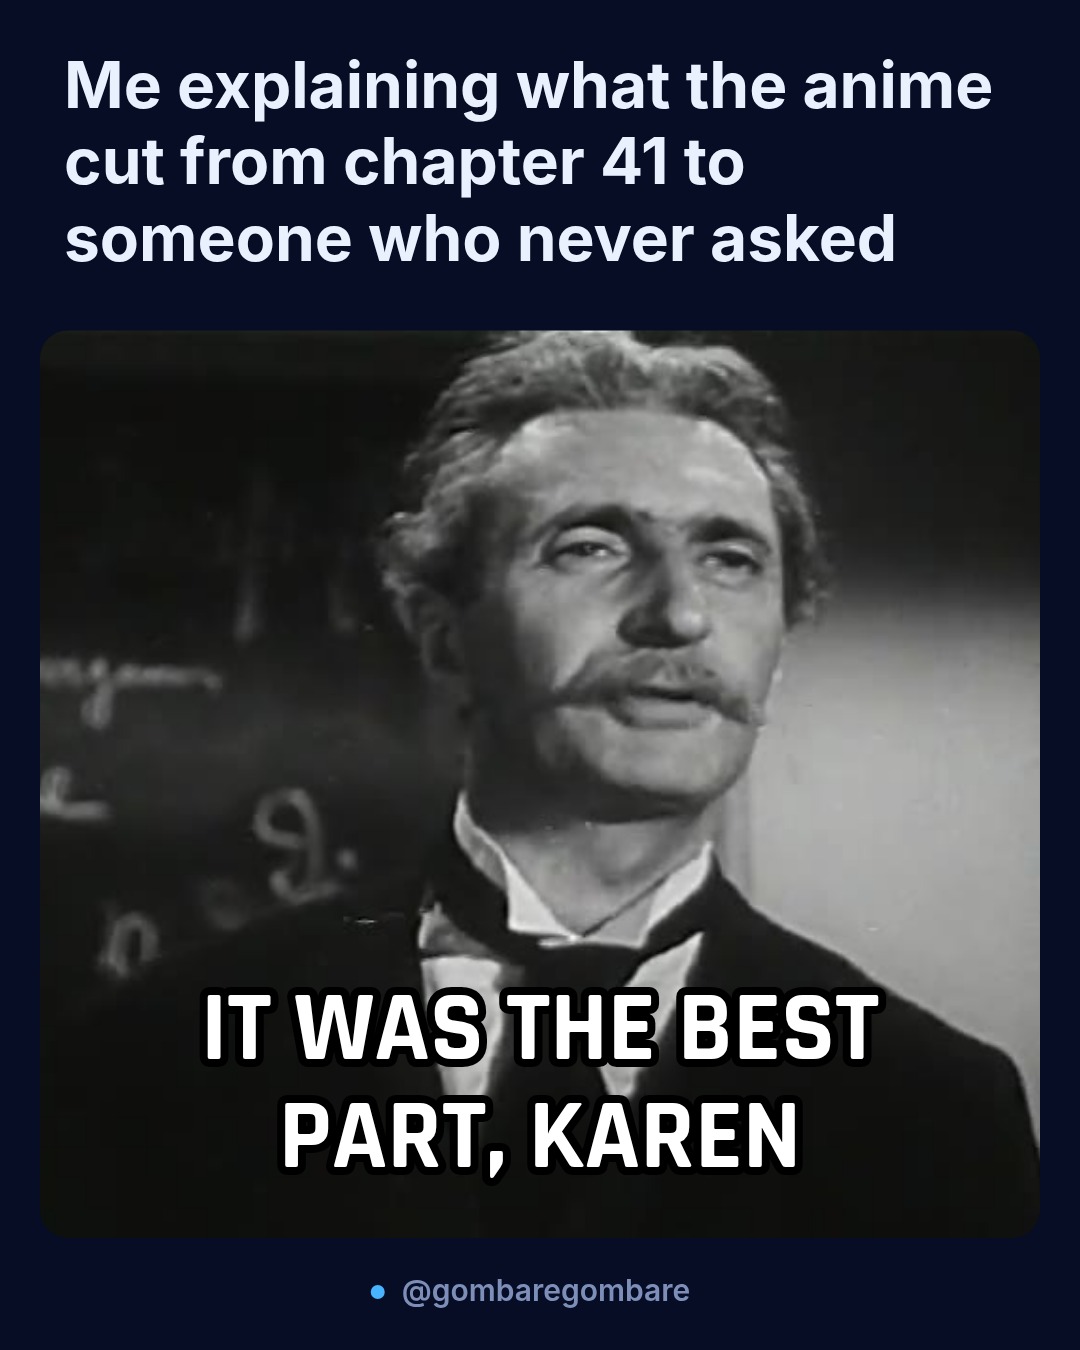 Me explaining what the anime
cut from chapter 41 to
someone who never asked
IT WAS THE BEST
PART, KAREN
@gombaregombare